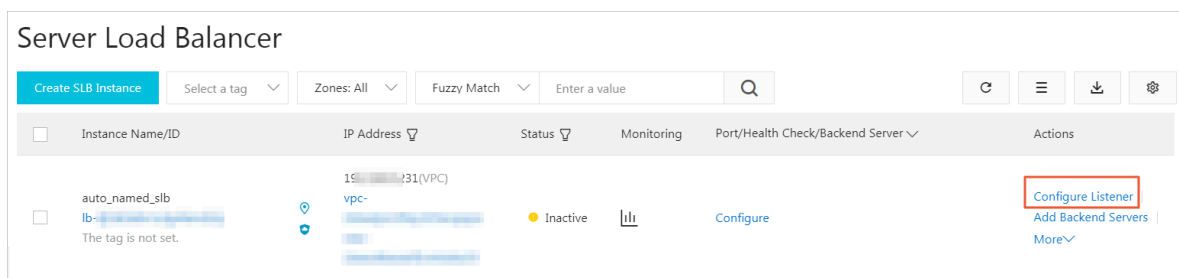 Server Load Balancer
Create SLB Instance Select a tag Zones: All Fuzzy Match Enter a value
Instance Name/ID IP Address Status Monitoring Port/Health Check/Backend Server Actions
auto_named_slb
lb-
The tag is not set.
19 231(VPC)
vpc-
Inactive
Configure
Configure Listener
Add Backend Servers
More